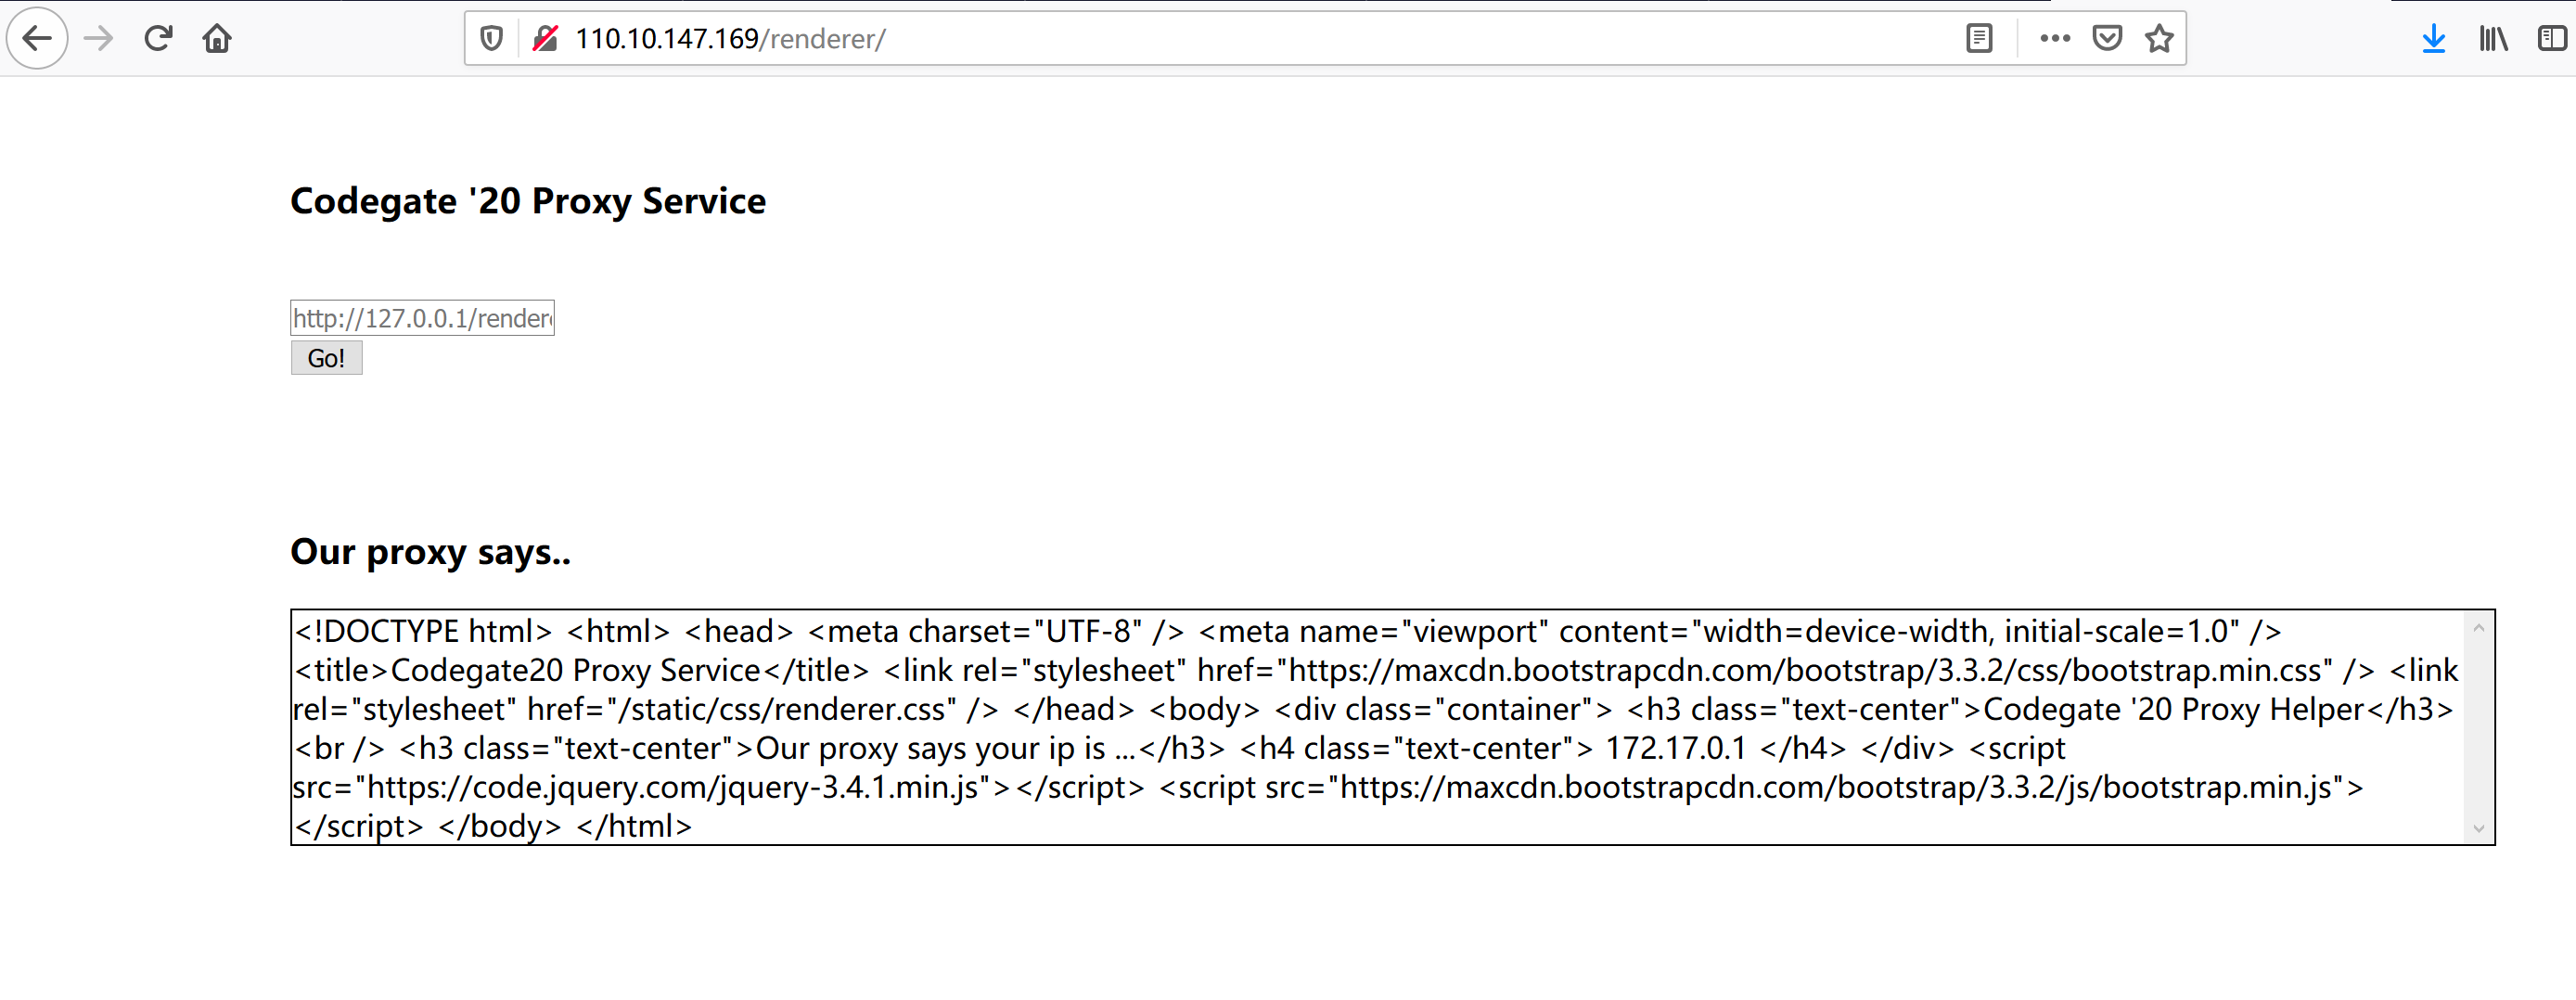 110.10.147.169/renderer/
Codegate '20 Proxy Service
http://127.0.0.1/rendere
Go!
Our proxy says..
<!DOCTYPE html> <html> <head> <meta charset="UTF-8" /> <meta name="viewport" content="width=device-width, initial-scale=1.0" />
<title>Codegate20 Proxy Service</title> <link rel="stylesheet" href="https://maxcdn.bootstrapcdn.com/bootstrap/3.3.2/css/bootstrap.min.css" /> <link
rel="stylesheet" href="/static/css/renderer.css" /> </head> <body> <div class="container"> <h3 class="text-center">Codegate '20 Proxy Helper</h3>
<br /> <h3 class="text-center">Our proxy says your ip is ...</h3> <h4 class="text-center"> 172.17.0.1 </h4> </div> <script
src="https://code.jquery.com/jquery-3.4.1.min.js"></script> <script src="https://maxcdn.bootstrapcdn.com/bootstrap/3.3.2/js/bootstrap.min.js">
</script> </body> </html>